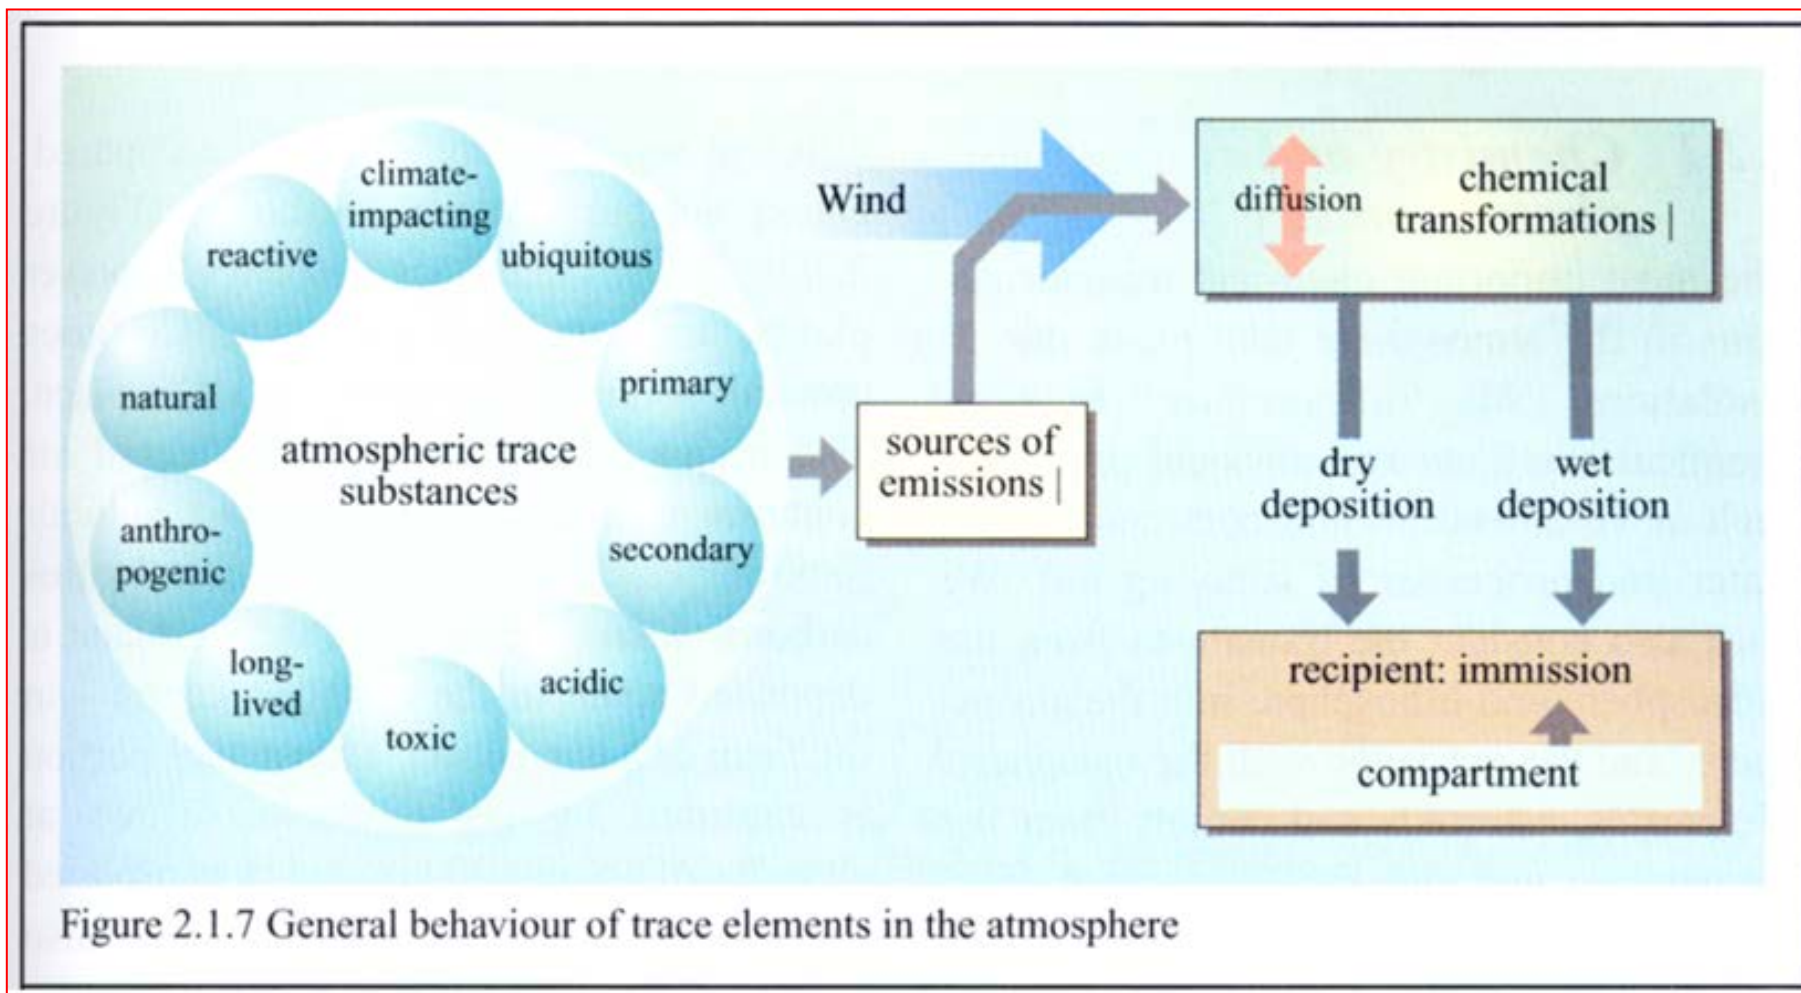 climate-
impacting
reactive
ubiquitous
natural
primary
atmospheric trace
substances
anthro-
pogenic
secondary
long-
lived
acidic
toxic
Wind
sources of
emissions |
diffusion
chemical
transformations |
dry
deposition
wet
deposition
recipient: immission
compartment
Figure 2.1.7 General behaviour of trace elements in the atmosphere